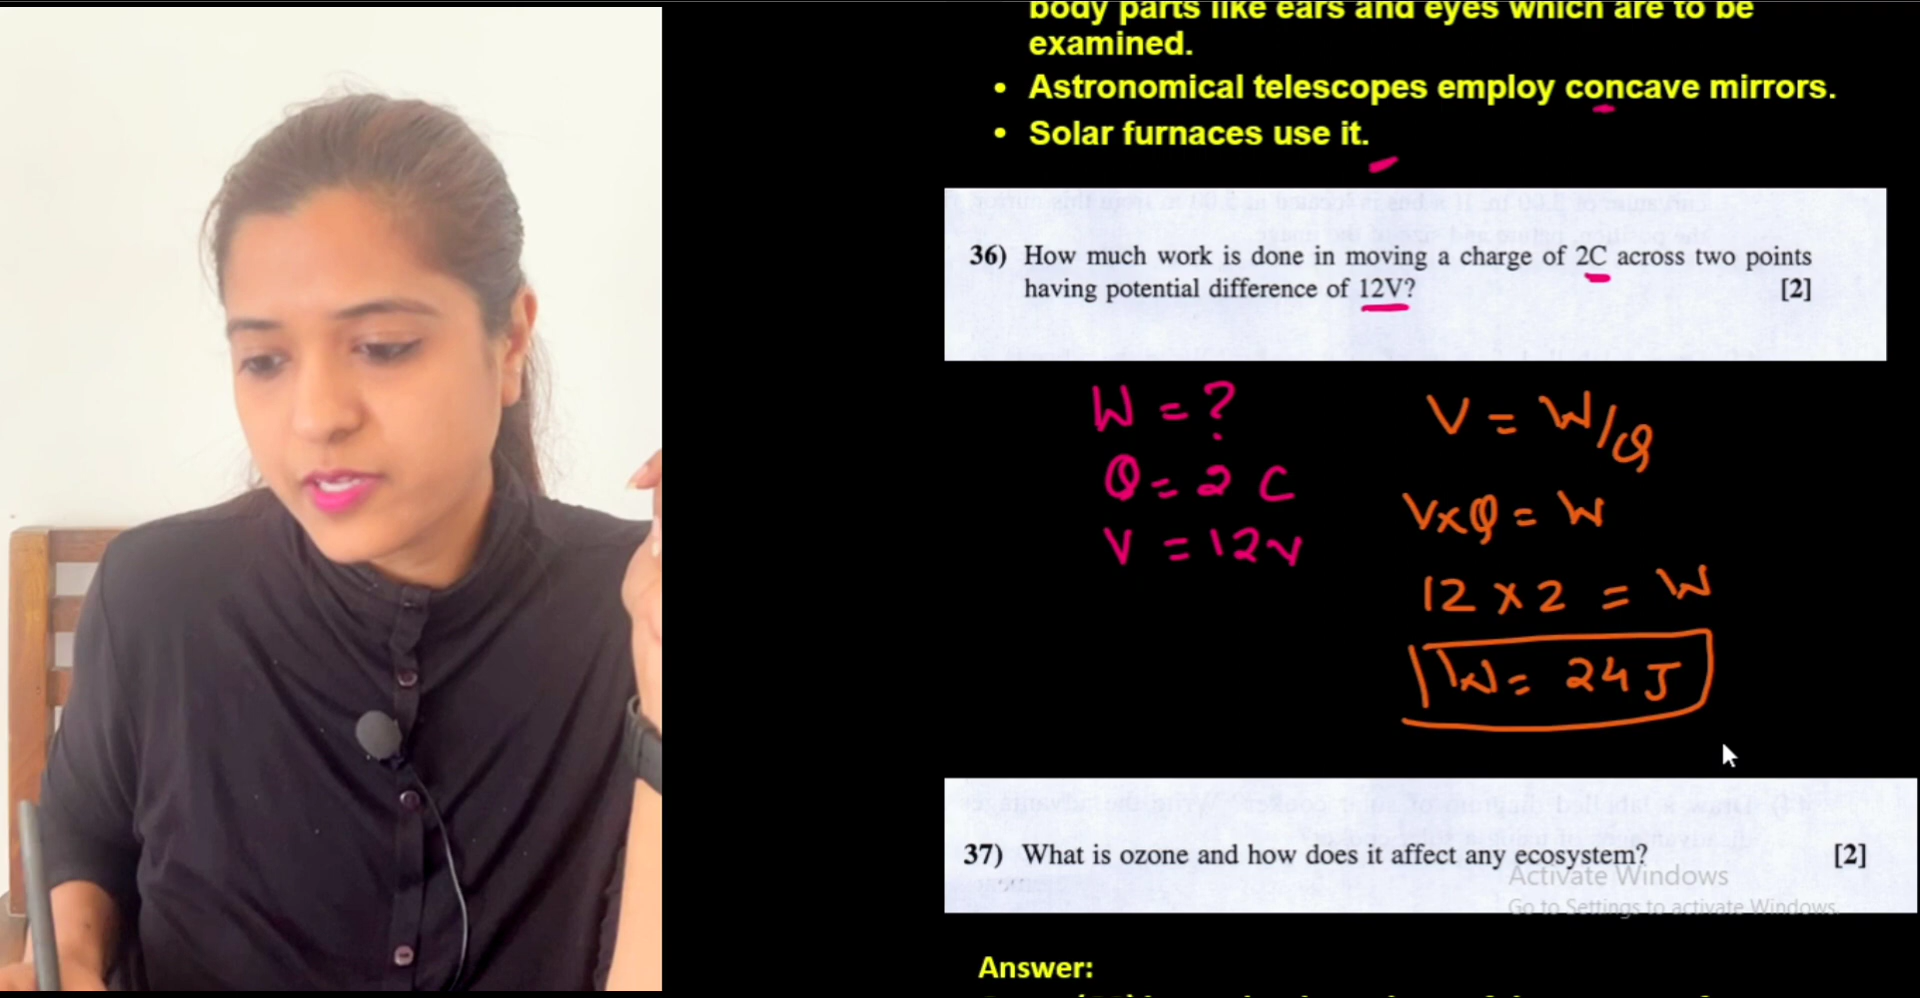 body parts like ears and eyes which are to be
examined.
• Astronomical telescopes employ concave mirrors.
• Solar furnaces use it.
36) How much work is done in moving a charge of 2C across two points
having potential difference of 12V? [2]
W = ?
Q = 2 C
V = 12V
V = W/Q
V×Q = W
12 × 2 = W
W = 24 J
37) What is ozone and how does it affect any ecosystem? [2]
Activate Windows
Go to Settings to activate Windows.
Answer: